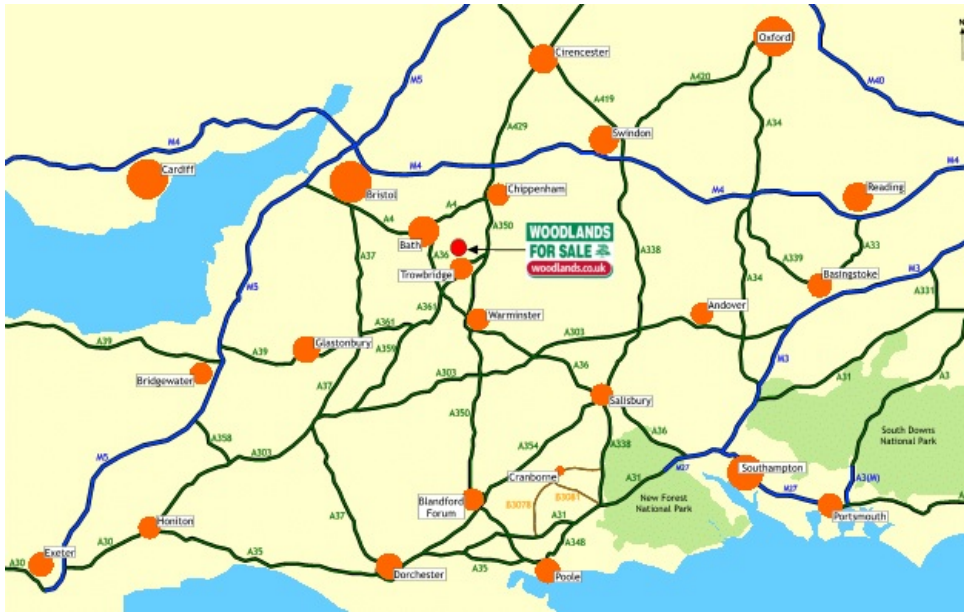 N
Oxford
Cirencester
M5
A420
M40
A419
A429
A34
M4
Swindon
Cardiff
Bristol
M4
M4
M4
Reading
Chippenham
A4
A4
Bath
A350
WOODLANDS
FOR SALE
woodlands.co.uk
A36
A37
A338
A33
A339
Trowbridge
Basingstoke
M3
A34
A331
M5
A361
Andover
Warminster
A303
A361
A39
Glastonbury
A359
A39
M3
A36
A303
Bridgewater
A31
A3
A37
Salisbury
A350
South Downs
National Park
A358
A354
A338
A36
A303
M5
Cranborne
A31
M27
Southampton
A3(M)
M27
Blandford
Forum
B3078
B3081
New Forest
National Park
Honiton
A37
A31
Portsmouth
A
A30
Exeter
A30
A35
A348
A35
Dorchester
Poole